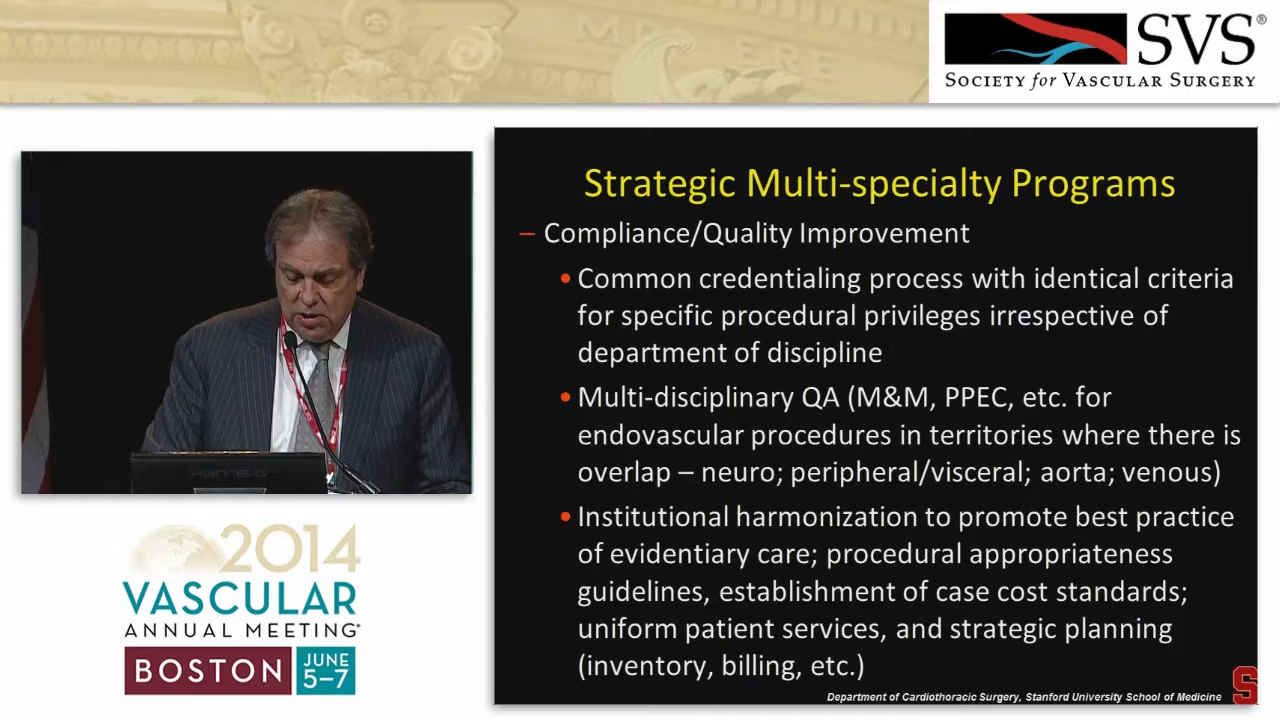 SVS®
SOCIETY for VASCULAR SURGERY
Strategic Multi-specialty Programs
– Compliance/Quality Improvement
• Common credentialing process with identical criteria
for specific procedural privileges irrespective of
department of discipline
• Multi-disciplinary QA (M&M, PPEC, etc. for
endovascular procedures in territories where there is
overlap – neuro; peripheral/visceral; aorta; venous)
• Institutional harmonization to promote best practice
of evidentiary care; procedural appropriateness
guidelines, establishment of case cost standards;
uniform patient services, and strategic planning
(inventory, billing, etc.)
Department of Cardiothoracic Surgery, Stanford University School of Medicine
S
2014
VASCULAR
ANNUAL MEETING®
BOSTON
JUNE
5–7